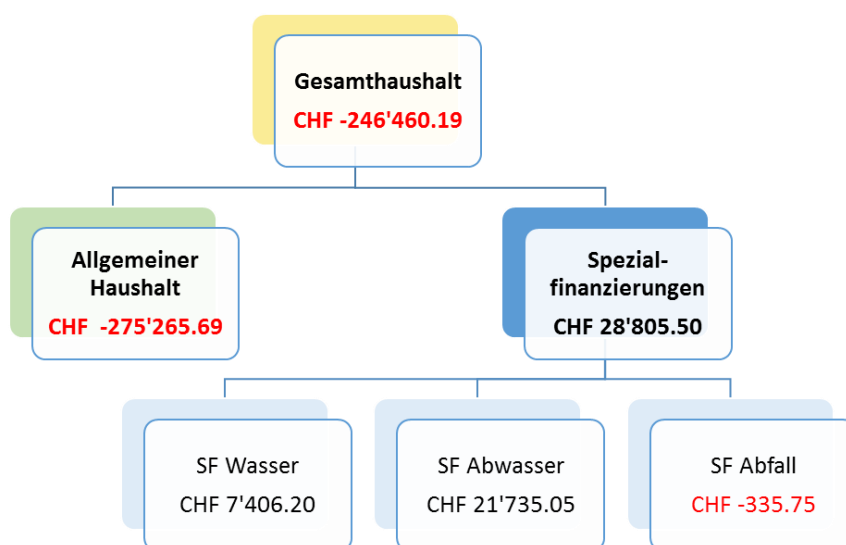 Gesamthaushalt
CHF -246'460.19
Allgemeiner
Haushalt
CHF -275'265.69
Spezial-
finanzierungen
CHF 28'805.50
SF Wasser
CHF 7'406.20
SF Abwasser
CHF 21'735.05
SF Abfall
CHF -335.75